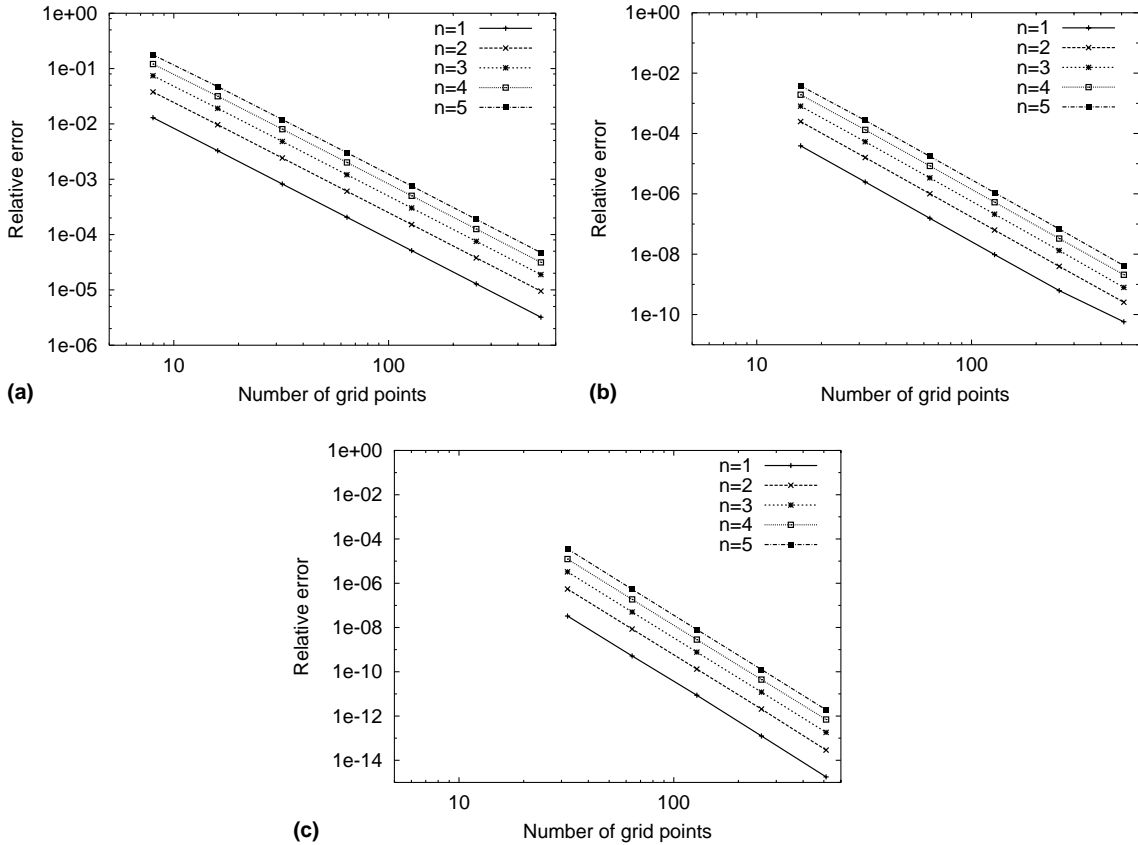 1e+00
1e-01
1e-02
1e-03
1e-04
1e-05
1e-06
Relative error
10
100
Number of grid points
n=1
n=2
n=3
n=4
n=5
(a)
1e+00
1e-02
1e-04
1e-06
1e-08
1e-10
Relative error
10
100
Number of grid points
n=1
n=2
n=3
n=4
n=5
(b)
1e+00
1e-02
1e-04
1e-06
1e-08
1e-10
1e-12
1e-14
Relative error
10
100
Number of grid points
n=1
n=2
n=3
n=4
n=5
(c)